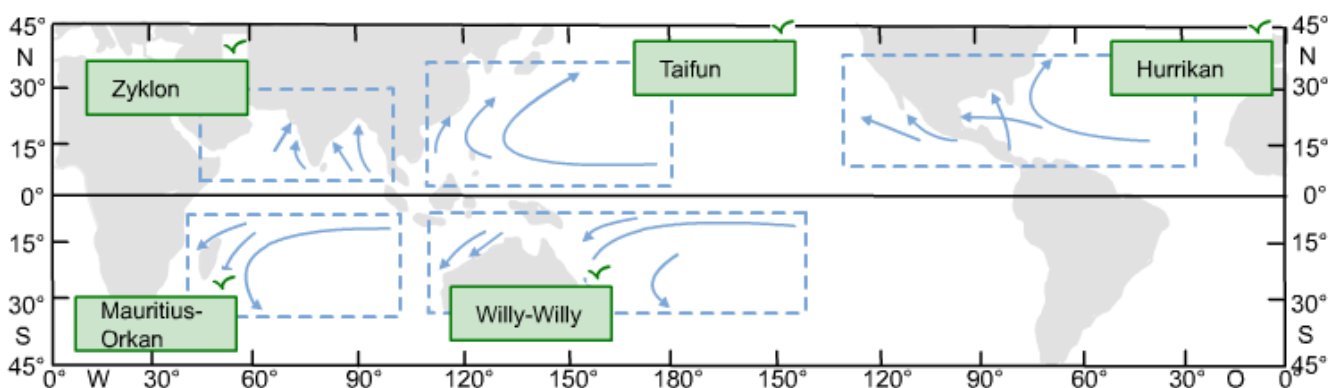 45° 45°
N Taifun Hurrikan N
Zyklon
30° 30°
15° 15°
0° 0°
15° 15°
30° Mauritius-
Orkan Willy-Willy 30°
S S
45° 45°
0° W 30° 60° 90° 120° 150° 180° 150° 120° 90° 60° 30° O 0°